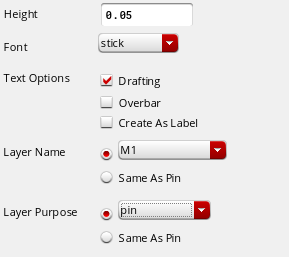 Height 0.05
Font stick
Text Options Drafting
Overbar
Create As Label
Layer Name M1
Same As Pin
Layer Purpose pin
Same As Pin